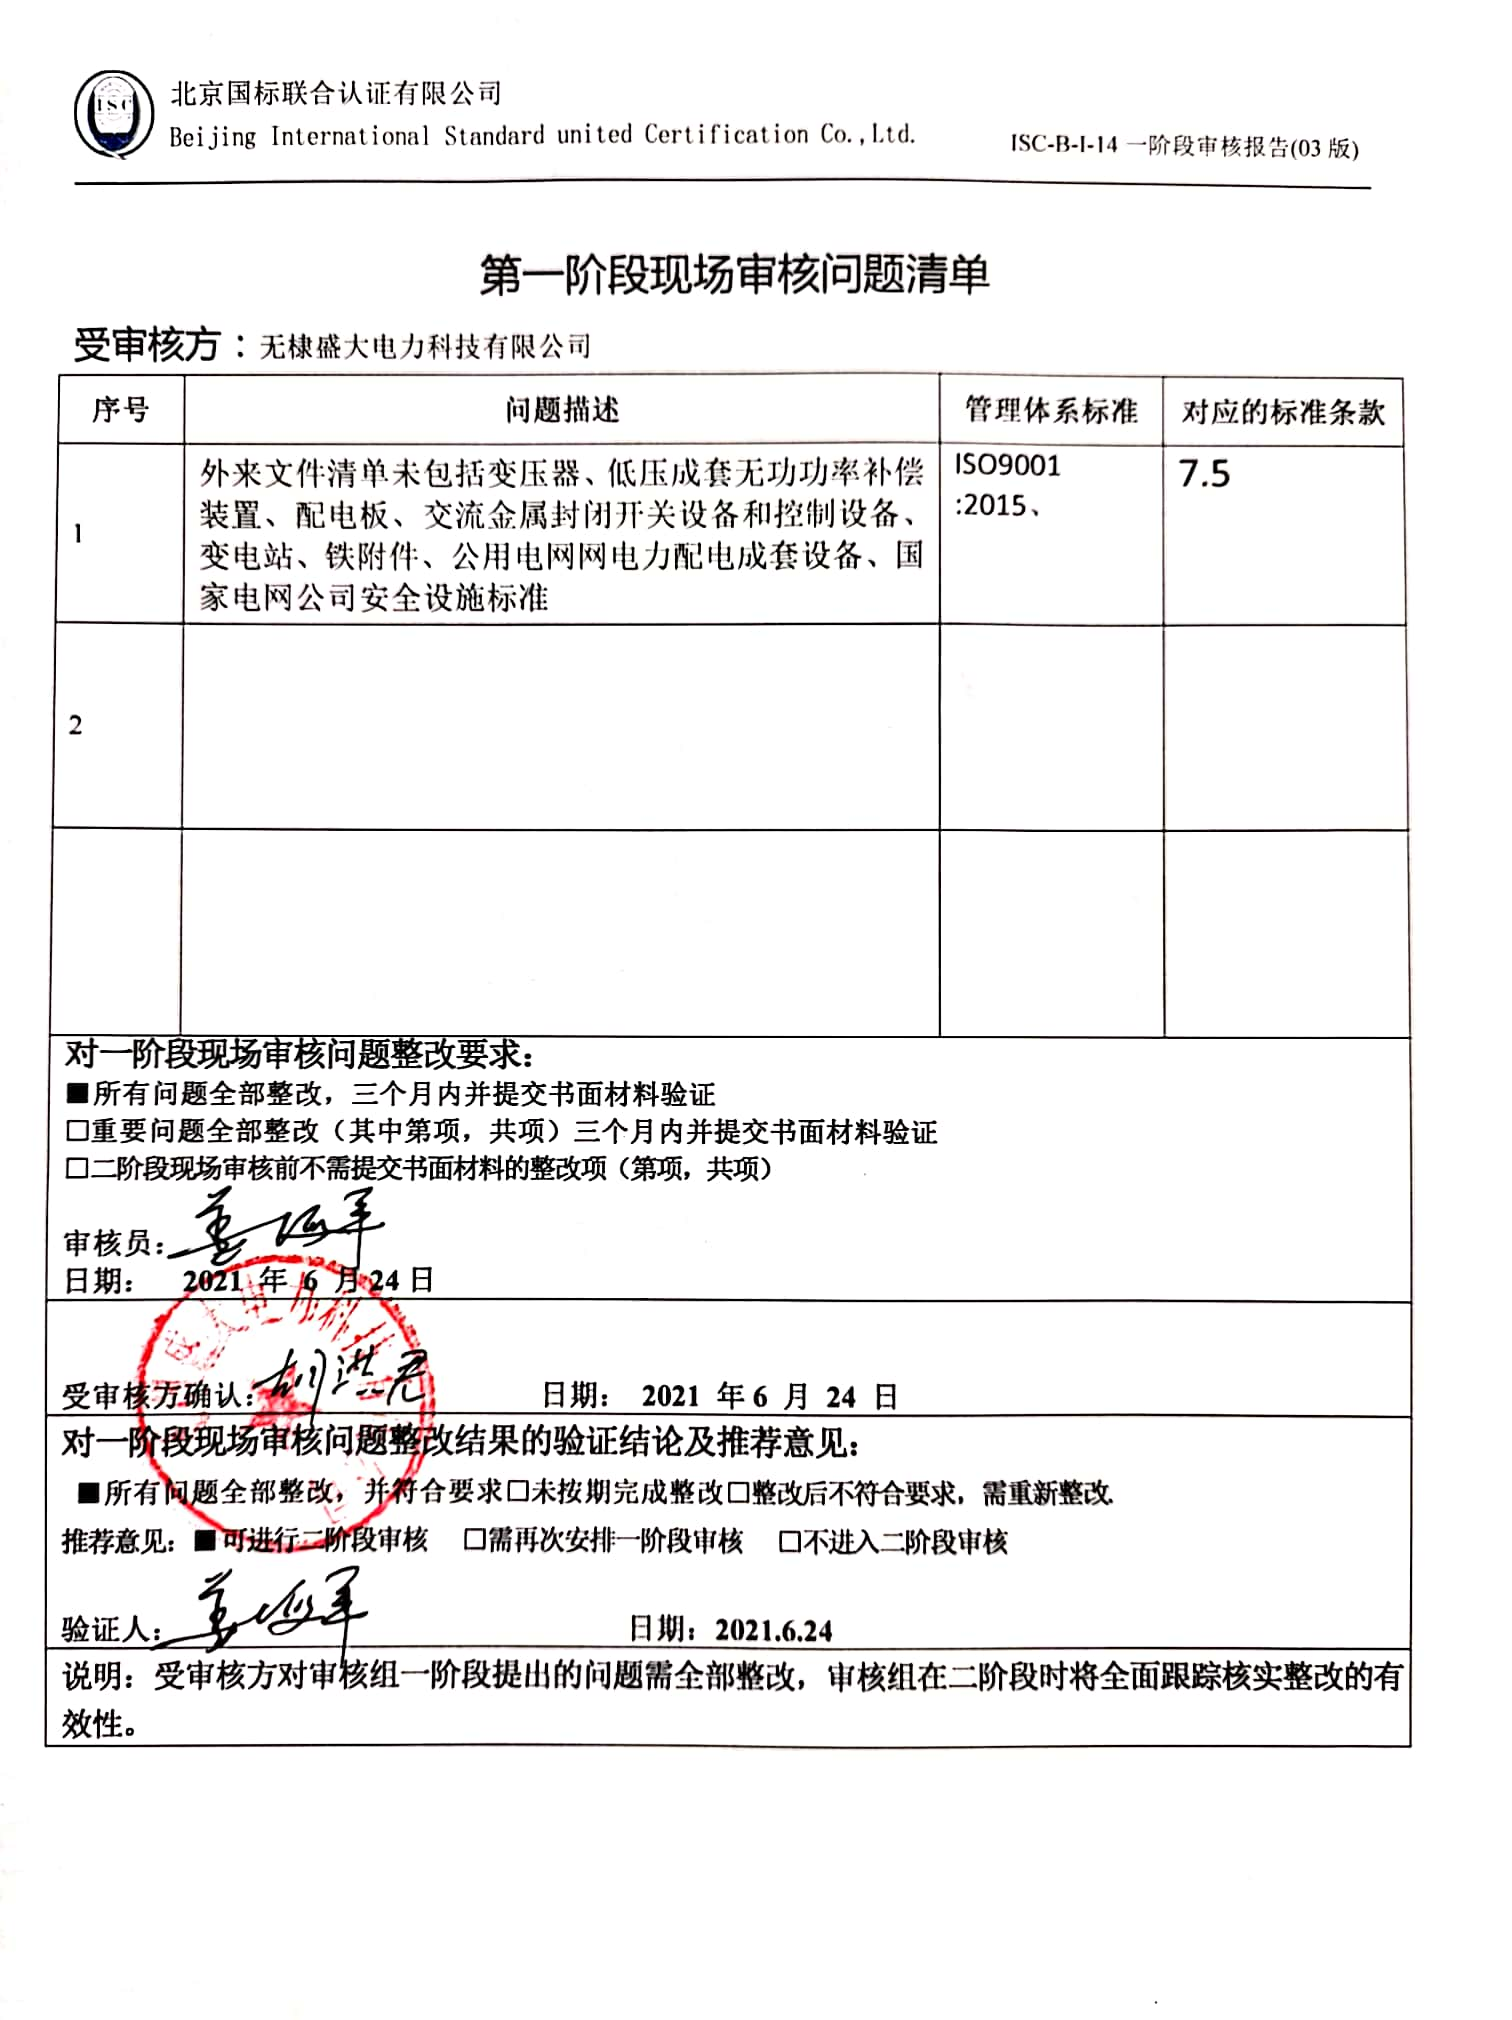 ISC
北京国标联合认证有限公司
Beijing International Standard united Certification Co.,Ltd.
ISC-B-I-14 一阶段审核报告(03 版)
第一阶段现场审核问题清单
受审核方：无棣盛大电力科技有限公司
序号 问题描述 管理体系标准 对应的标准条款
1
外来文件清单未包括变压器、低压成套无功功率补偿
装置、配电板、交流金属封闭开关设备和控制设备、
变电站、铁附件、公用电网网电力配电成套设备、国
家电网公司安全设施标准
ISO9001
:2015、
7.5
2
对一阶段现场审核问题整改要求：
■所有问题全部整改，三个月内并提交书面材料验证
□重要问题全部整改（其中第项，共项）三个月内并提交书面材料验证
□二阶段现场审核前不需提交书面材料的整改项（第项，共项）
审核员：
日期： 2021 年 6 月 24 日
受审核方确认： 日期： 2021 年 6 月 24 日
对一阶段现场审核问题整改结果的验证结论及推荐意见：
■所有问题全部整改，并符合要求□未按期完成整改□整改后不符合要求，需重新整改.
推荐意见：■可进行二阶段审核 □需再次安排一阶段审核 □不进入二阶段审核
验证人： 日期：2021.6.24
说明：受审核方对审核组一阶段提出的问题需全部整改，审核组在二阶段时将全面跟踪核实整改的有
效性。